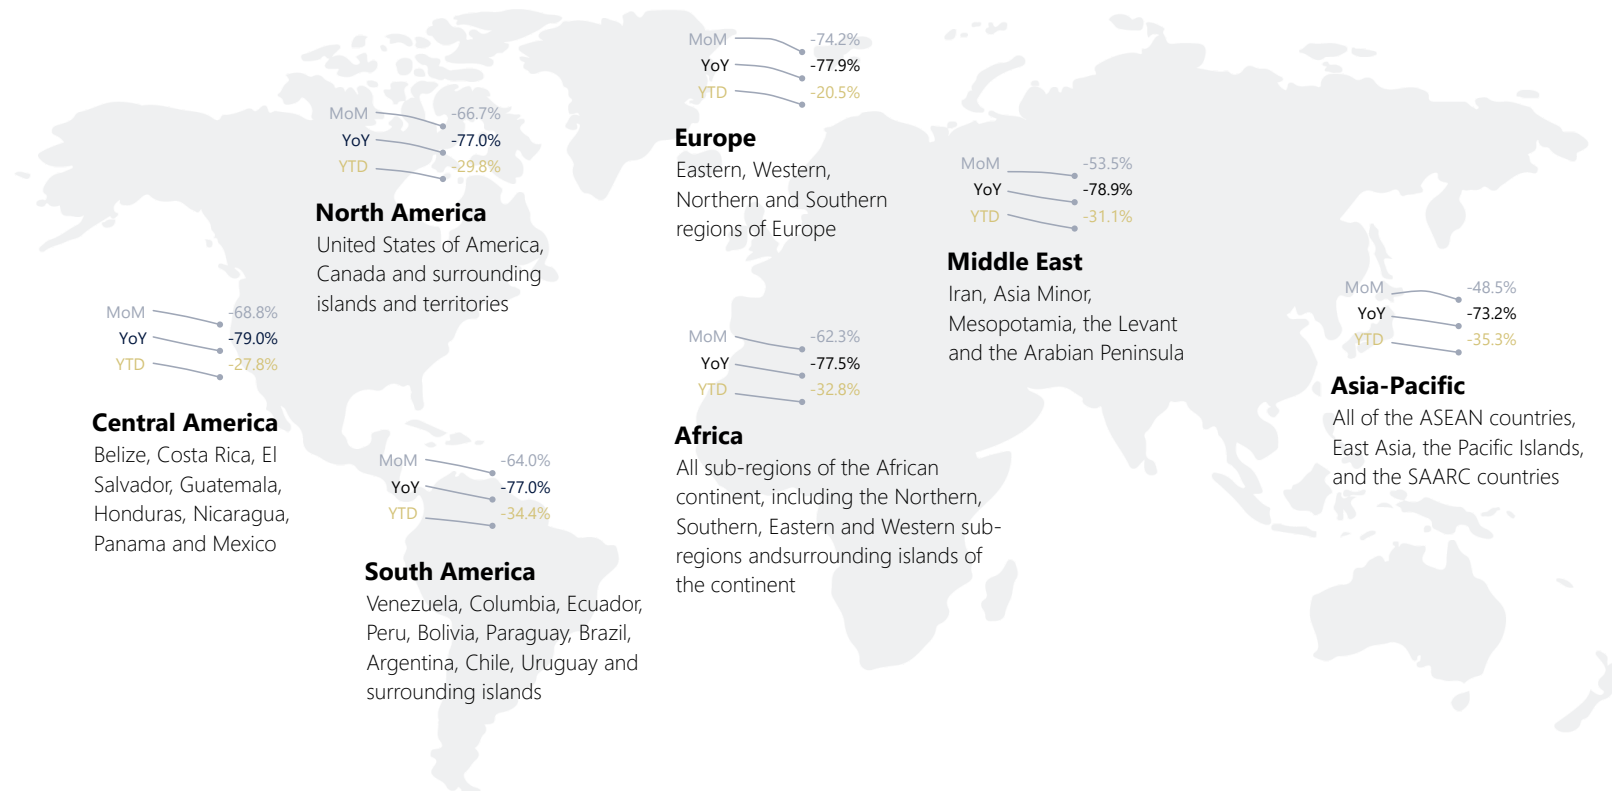 MoM -74.2%
YoY -77.9%
YTD -20.5%
Europe
Eastern, Western,
Northern and Southern
regions of Europe
MoM -66.7%
YoY -77.0%
YTD -29.8%
North America
United States of America,
Canada and surrounding
islands and territories
MoM -53.5%
YoY -78.9%
YTD -31.1%
Middle East
Iran, Asia Minor,
Mesopotamia, the Levant
and the Arabian Peninsula
MoM -68.8%
YoY -79.0%
YTD -27.8%
Central America
Belize, Costa Rica, El
Salvador, Guatemala,
Honduras, Nicaragua,
Panama and Mexico
MoM -62.3%
YoY -77.5%
YTD -32.8%
Africa
All sub-regions of the African
continent, including the Northern,
Southern, Eastern and Western sub-
regions andsurrounding islands of
the continent
MoM -48.5%
YoY -73.2%
YTD -35.3%
Asia-Pacific
All of the ASEAN countries,
East Asia, the Pacific Islands,
and the SAARC countries
MoM -64.0%
YoY -77.0%
YTD -34.4%
South America
Venezuela, Columbia, Ecuador,
Peru, Bolivia, Paraguay, Brazil,
Argentina, Chile, Uruguay and
surrounding islands